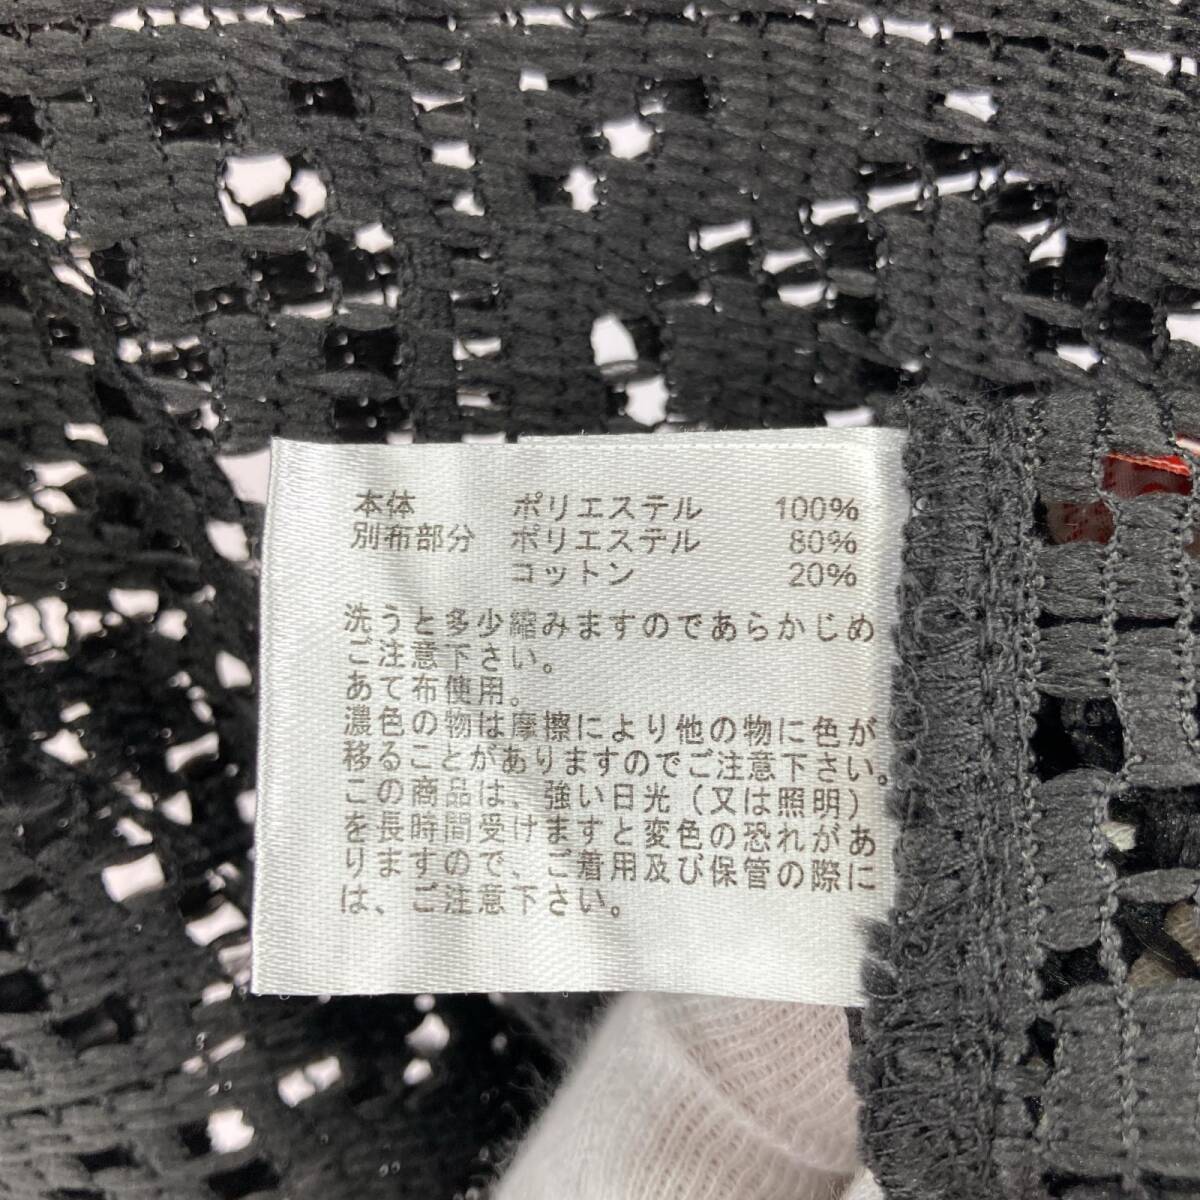 本体 ポリエステル 100%
別布部分 ポリエステル 80%
コットン 20%
洗うと多少縮みますのであらかじめ
ご注意下さい。
あて布使用。
濃色の物は摩擦により他の物に色が
移ることがありますのでご注意下さい。
この商品は、強い日光（又は照明）
を長時間受けますと変色の恐れがあ
りますので、ご着用及び保管の際に
は、ご注意下さい。